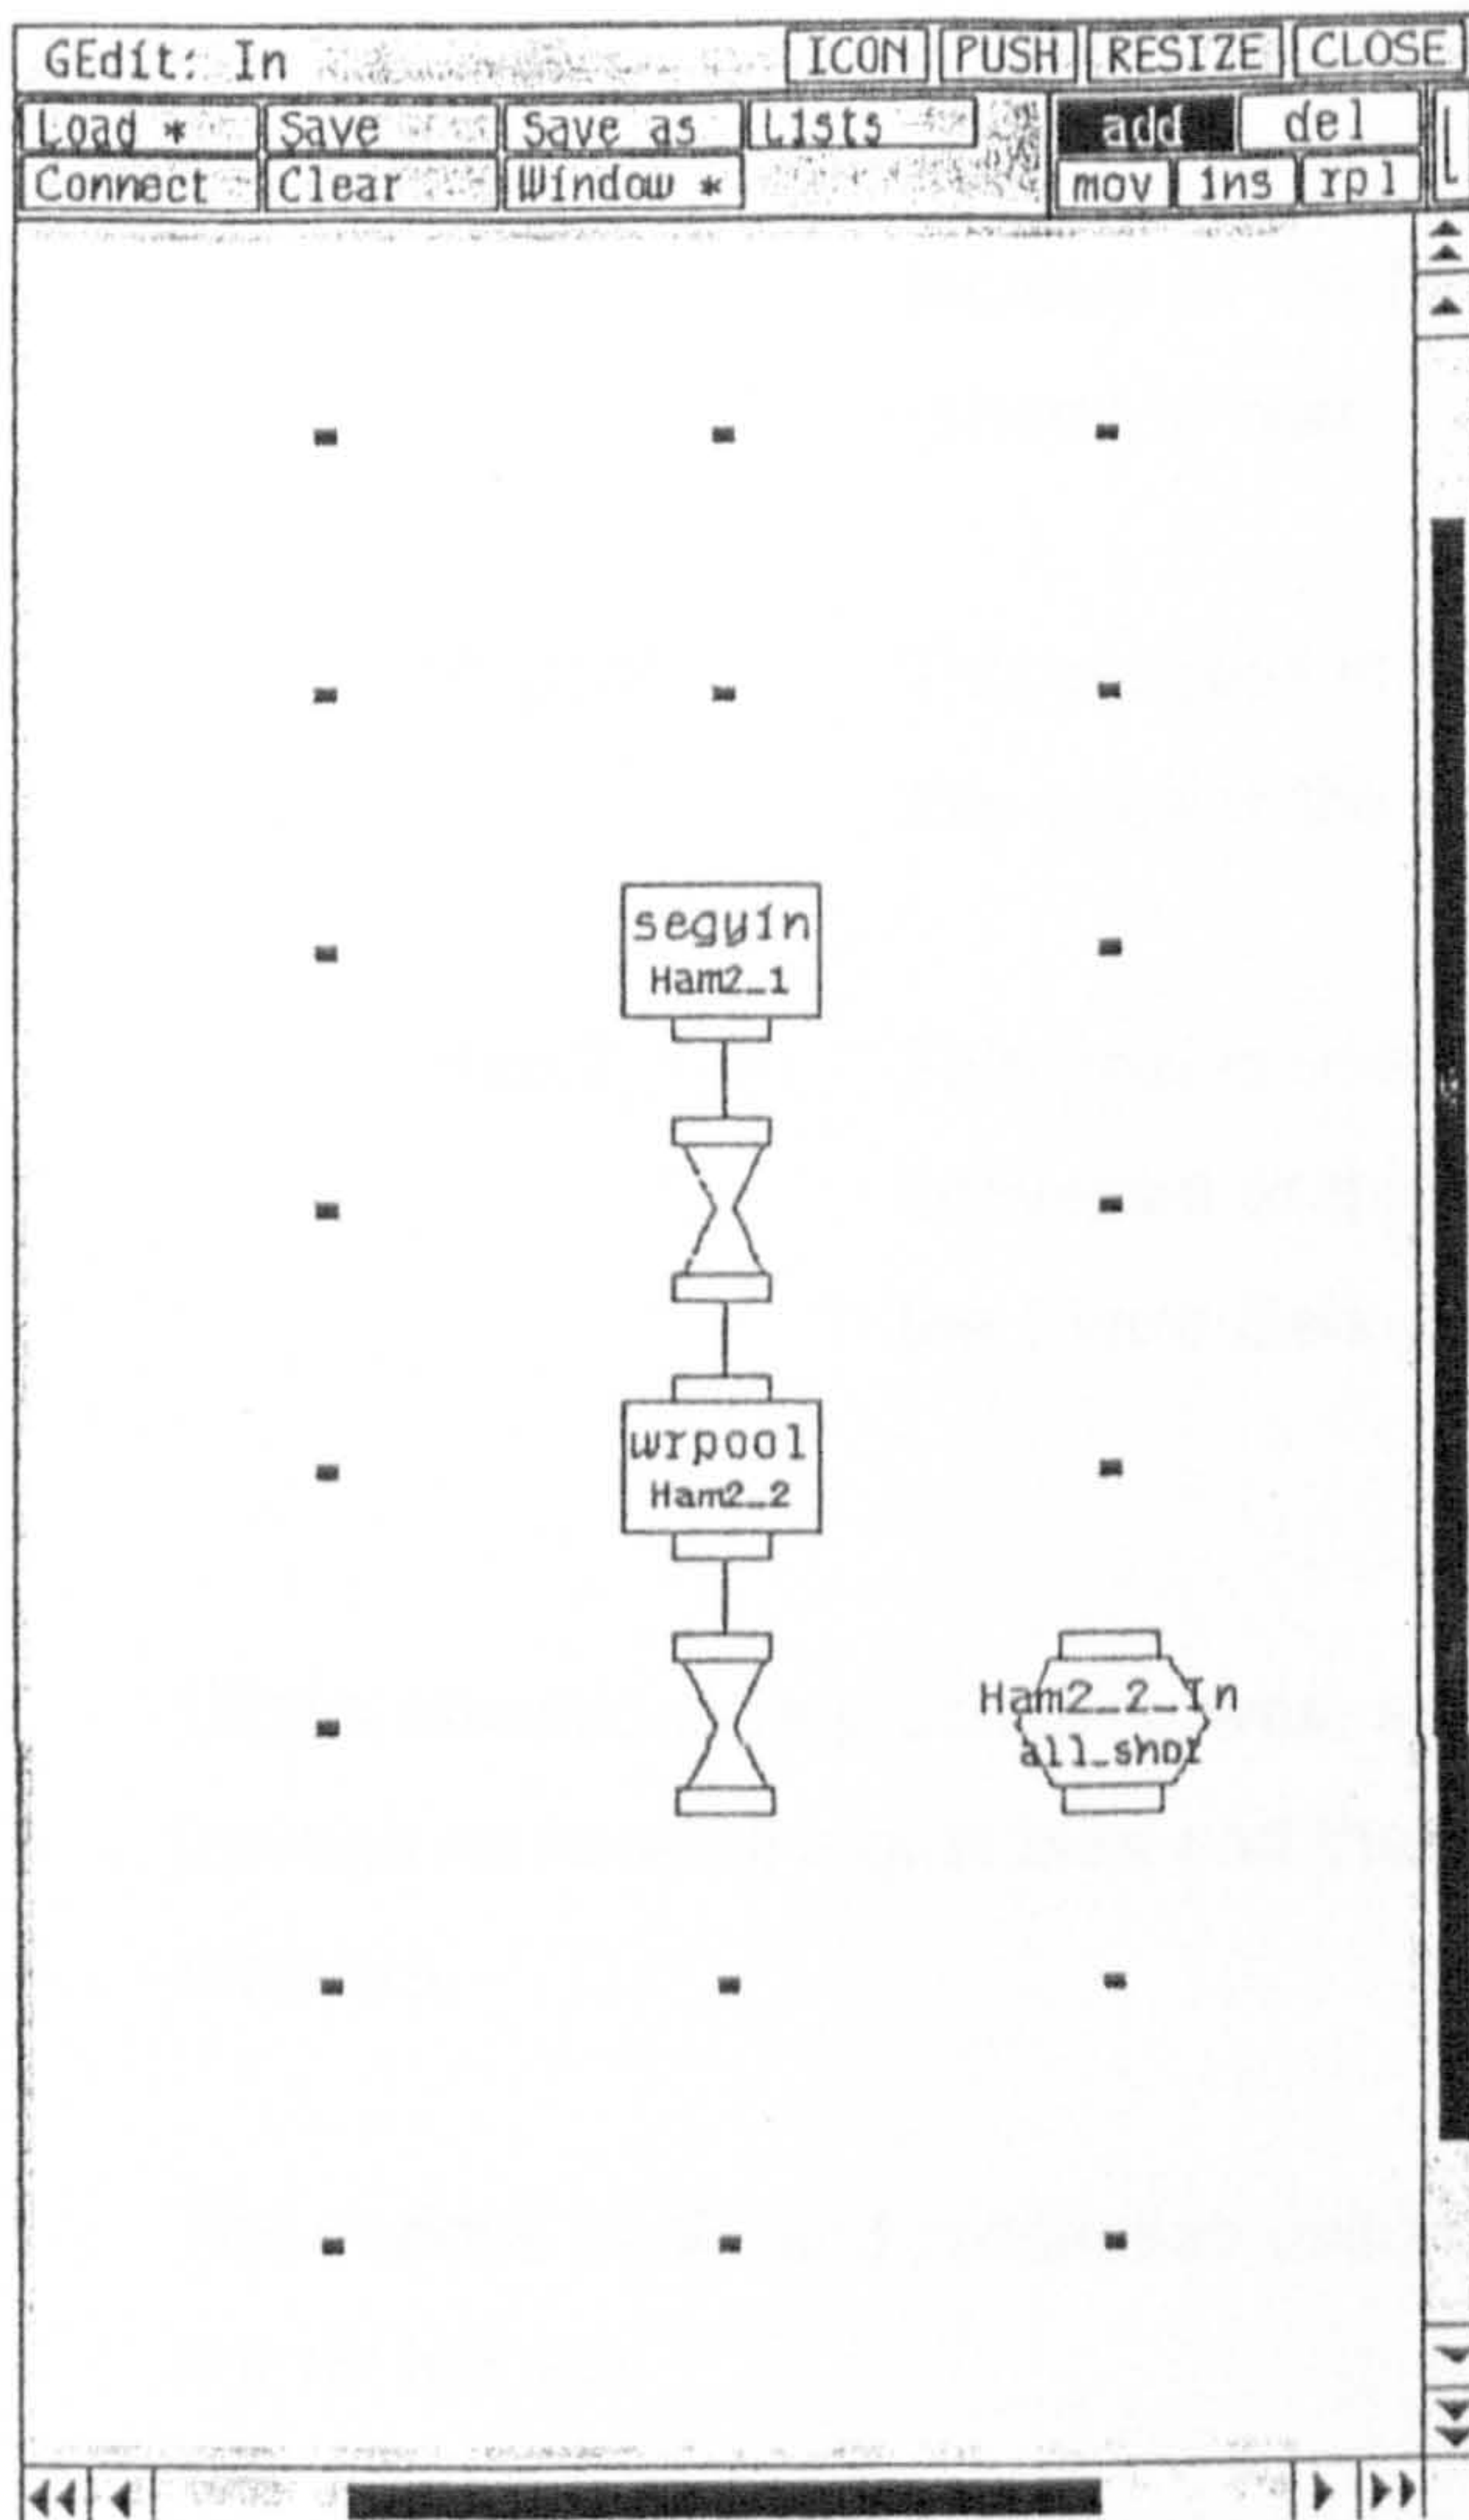 GEdit: In ICON PUSH RESIZE CLOSE
Load * Save Save as Lists add del
Connect Clear Window * mov ins rpl
segyin
Ham2_1
wrpool
Ham2_2
Ham2_2_In